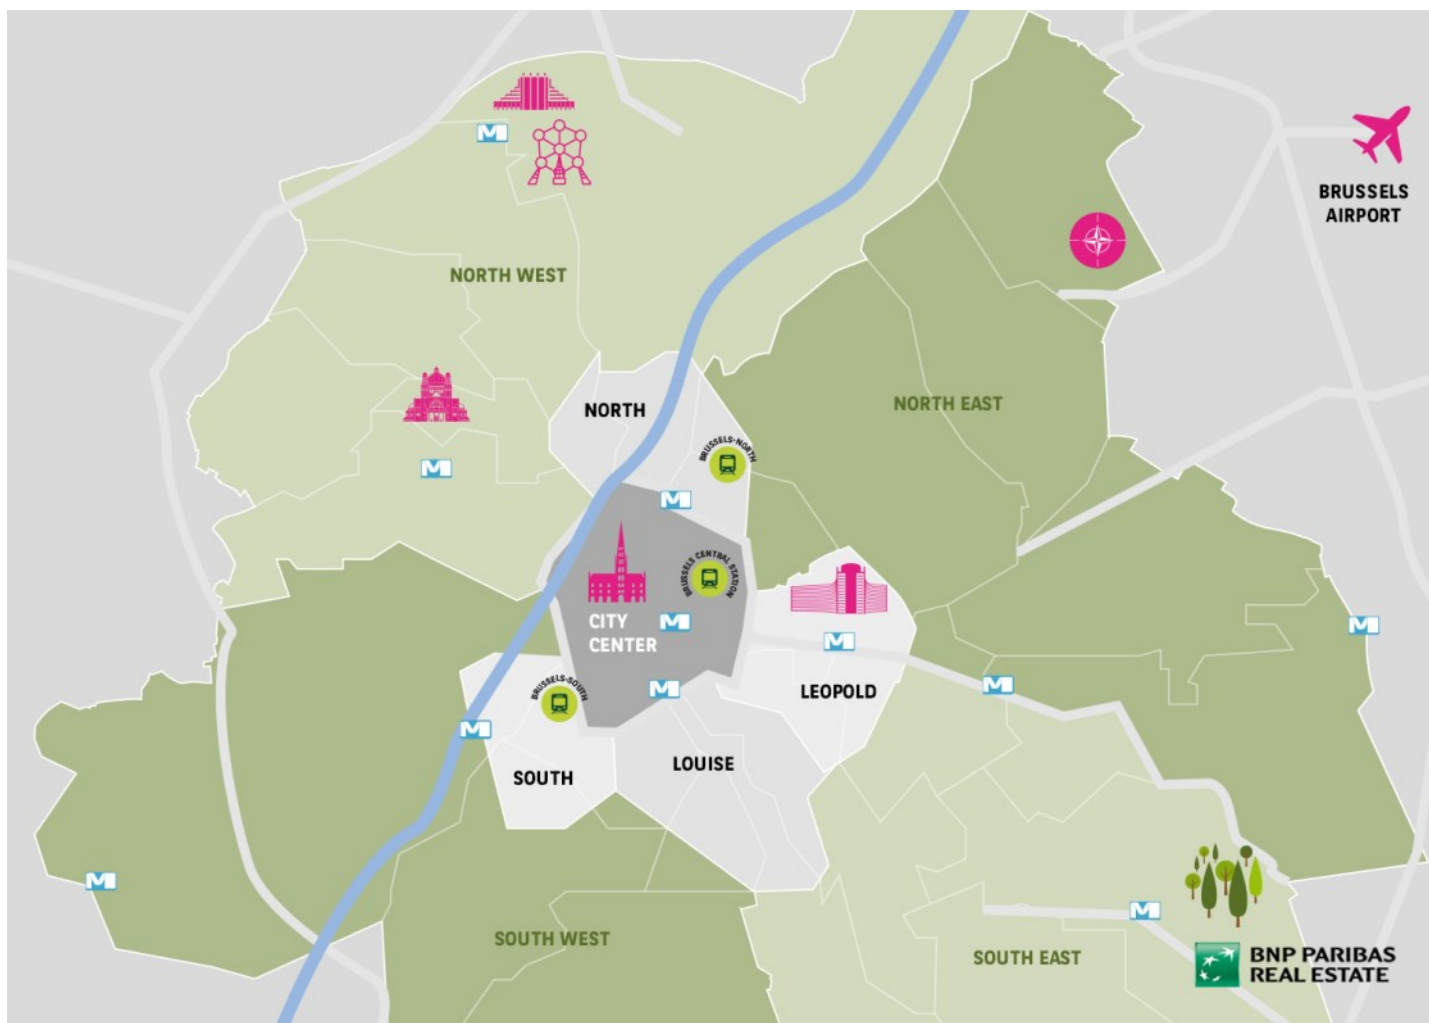 BRUSSELS
AIRPORT
NORTH WEST
NORTH
NORTH EAST
BRUSSELS-NORTH
M
M
M
BRUSSELS CENTRAL STATION
CITY
CENTER
M
M
M
M
BRUSSELS-SOUTH
M
LEOPOLD
M
M
SOUTH
LOUISE
M
M
SOUTH WEST
SOUTH EAST
BNP PARIBAS
REAL ESTATE